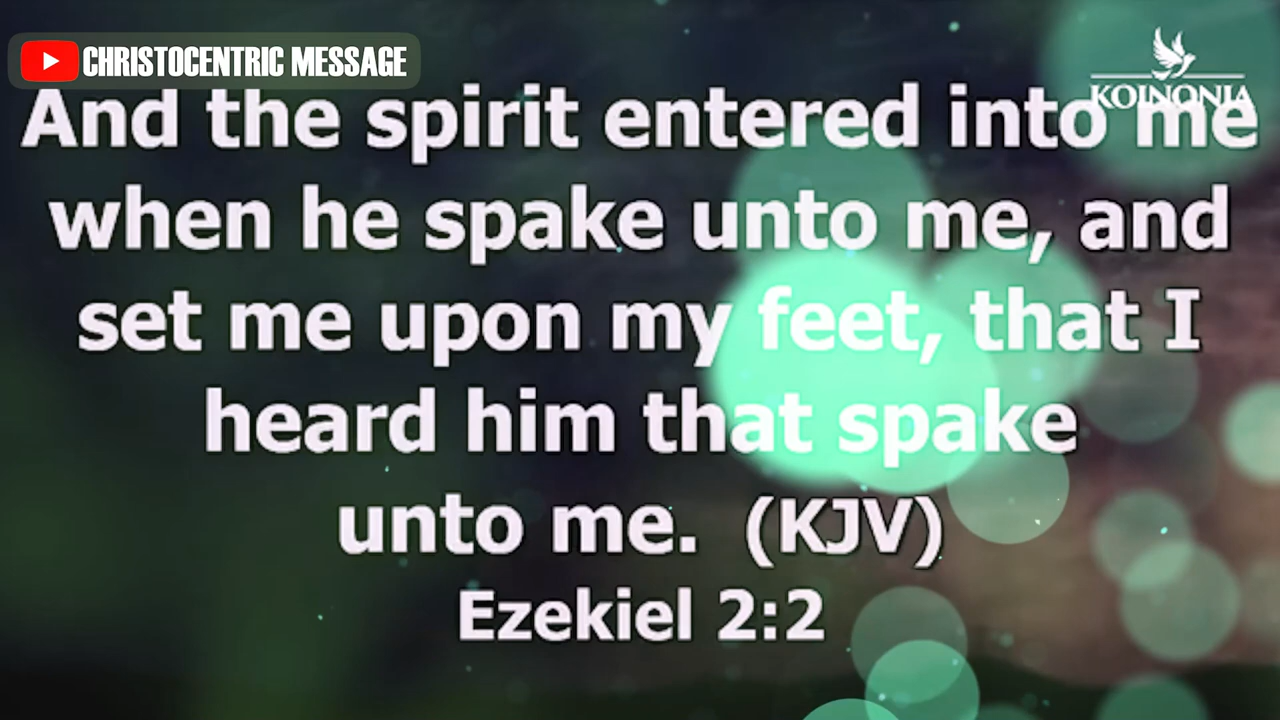 CHRISTOCENTRIC MESSAGE
KOINONIA
And the spirit entered into me
when he spake unto me, and
set me upon my feet, that I
heard him that spake
unto me. (KJV)
Ezekiel 2:2